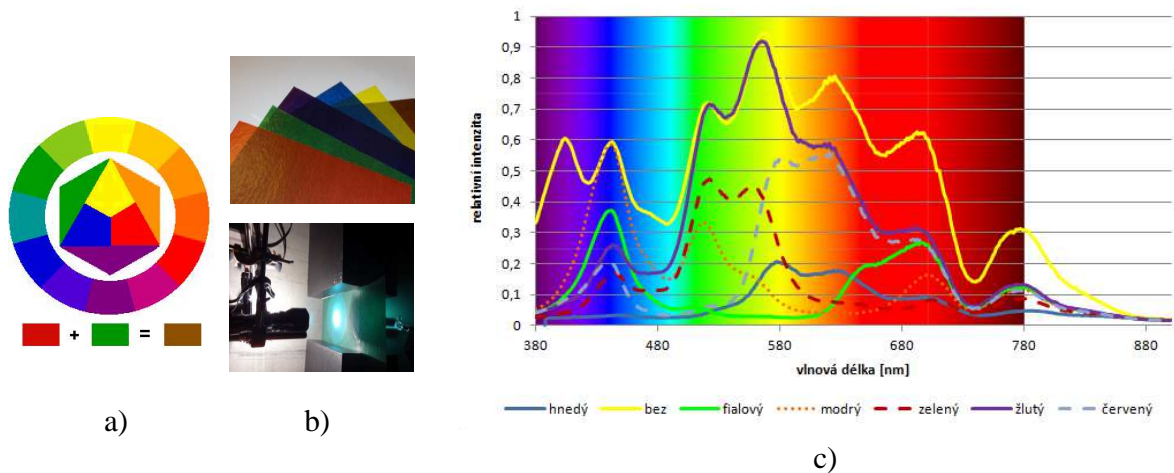 + =
a)
b)
relativní intenzita
1
0,9
0,8
0,7
0,6
0,5
0,4
0,3
0,2
0,1
0
380 480 580 680 780 880
vlnová délka [nm]
hnedý bez fialový modrý zelený žlutý červený
c)